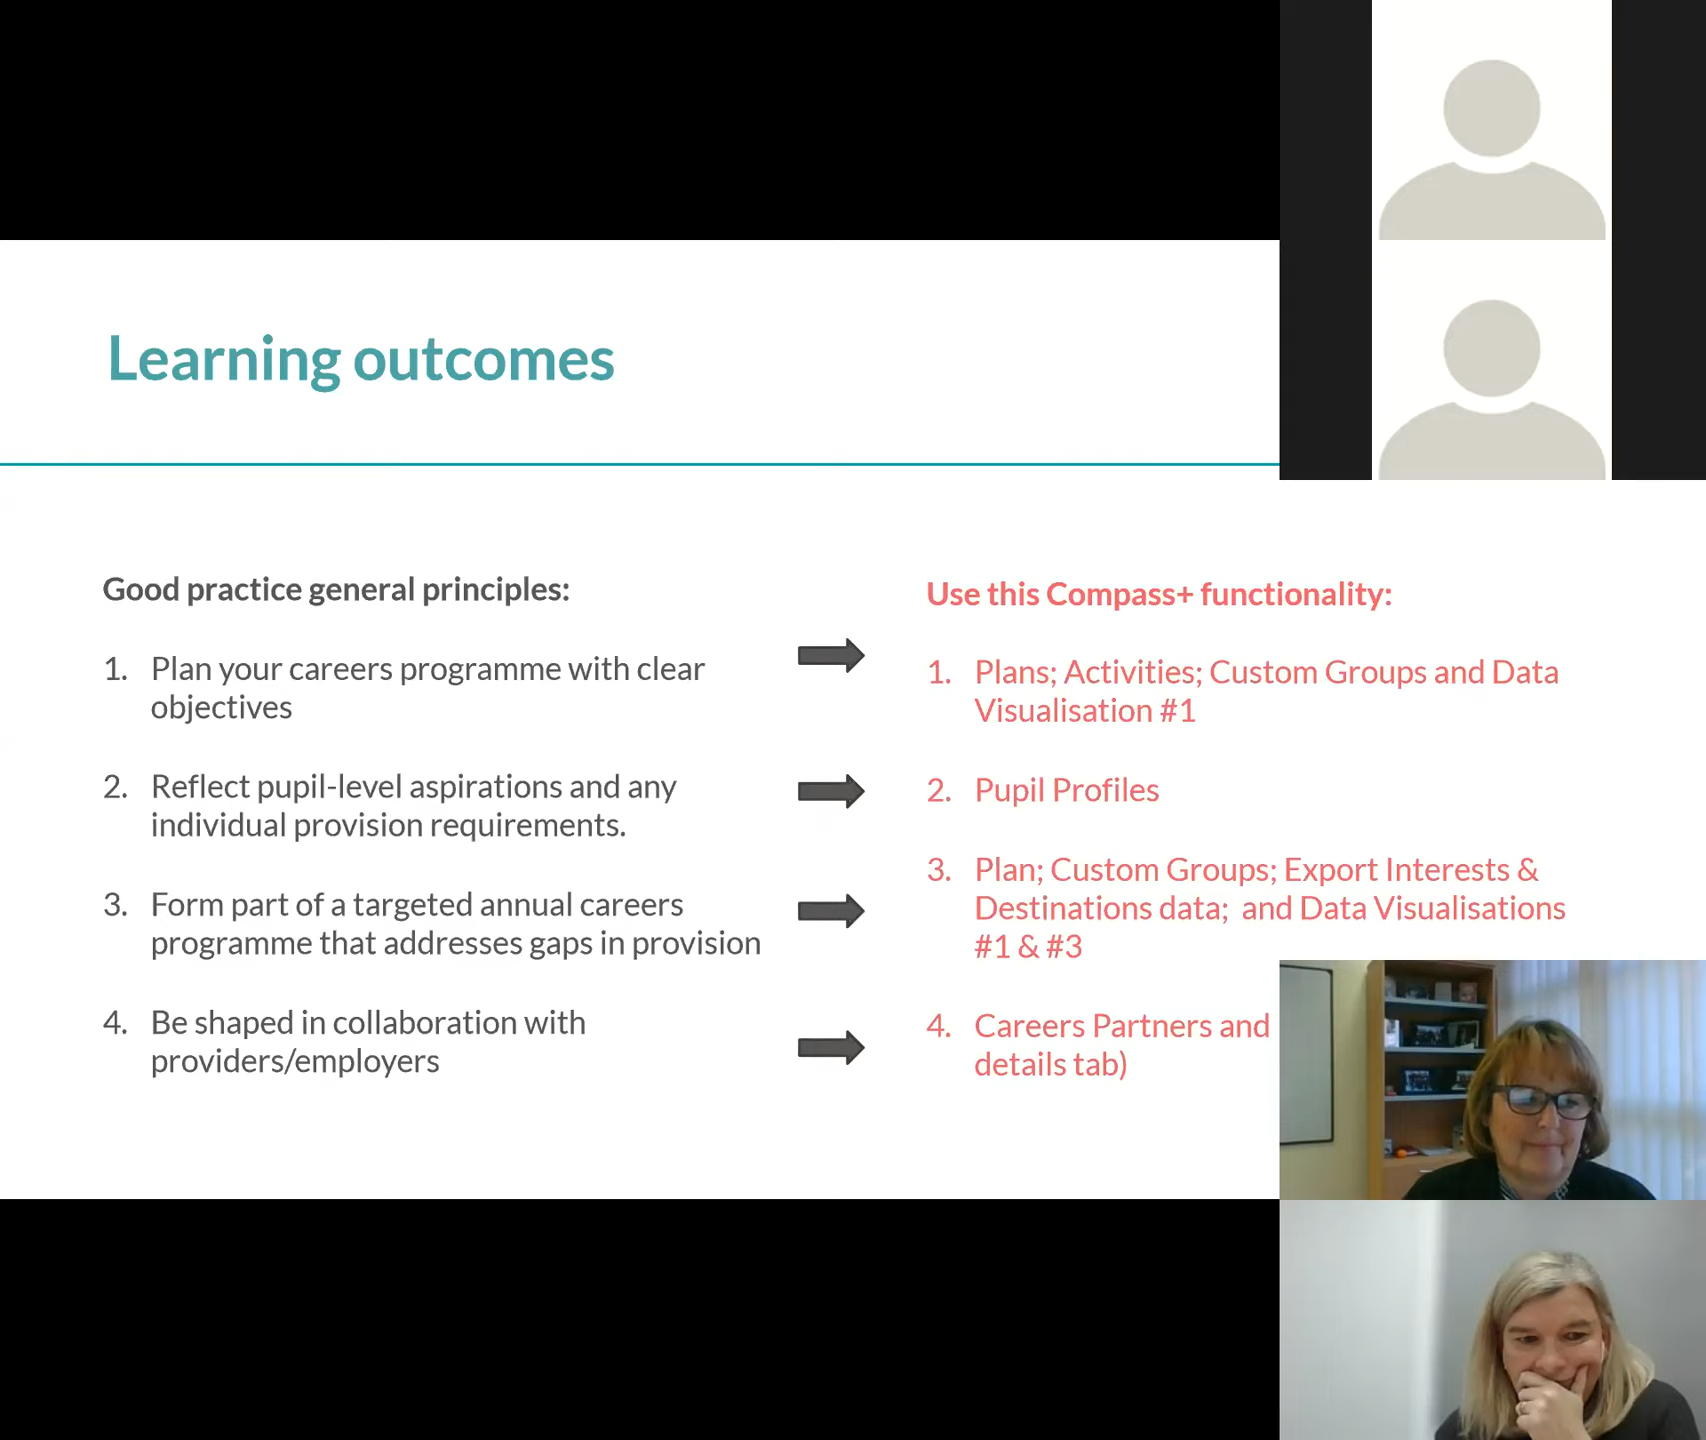 Learning outcomes
Good practice general principles:
1. Plan your careers programme with clear
objectives
2. Reflect pupil-level aspirations and any
individual provision requirements.
3. Form part of a targeted annual careers
programme that addresses gaps in provision
4. Be shaped in collaboration with
providers/employers
Use this Compass+ functionality:
1. Plans; Activities; Custom Groups and Data
Visualisation #1
2. Pupil Profiles
3. Plan; Custom Groups; Export Interests &
Destinations data; and Data Visualisations
#1 & #3
4. Careers Partners and
details tab)